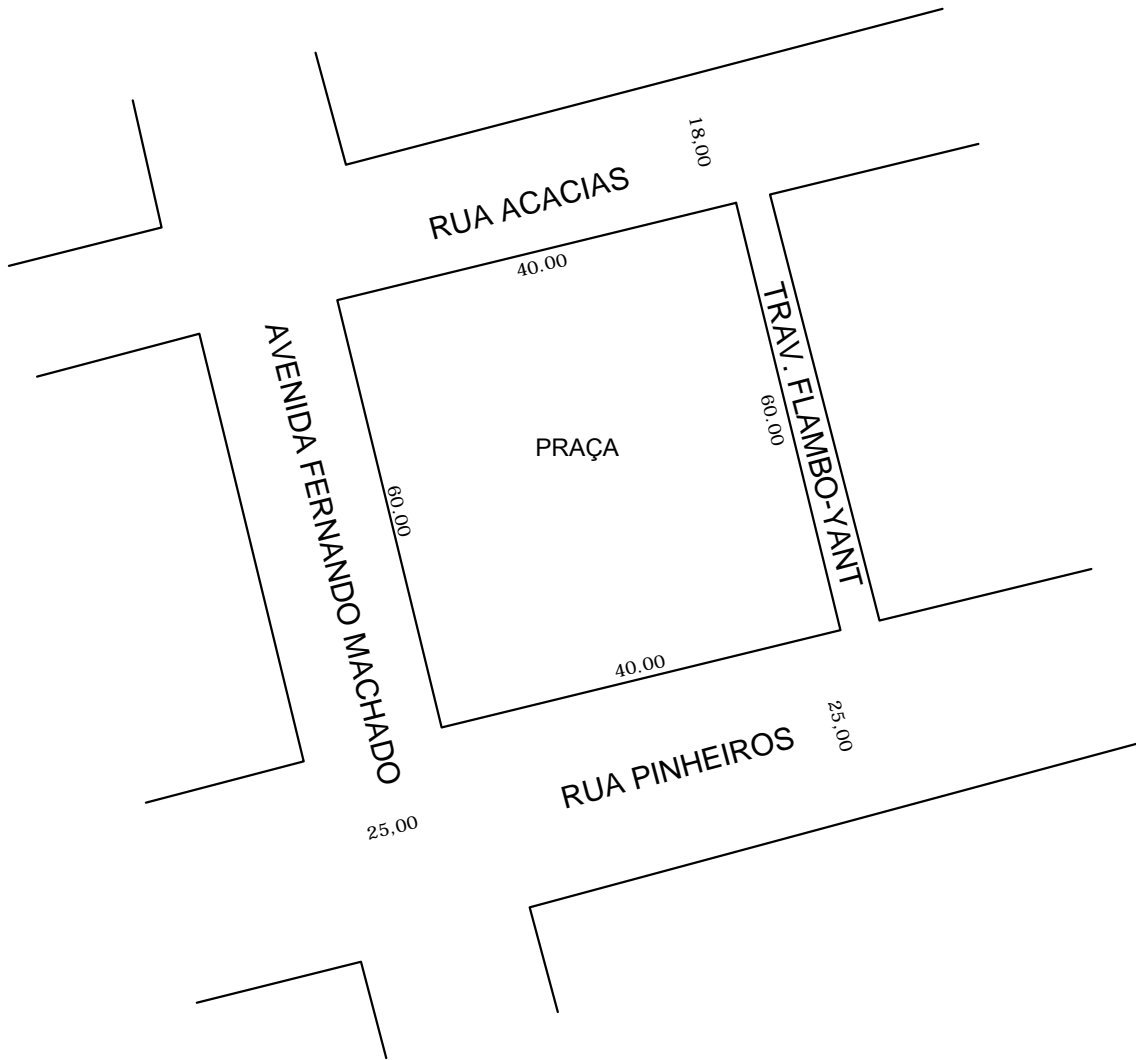 18,00
RUA ACACIAS
40.00
AVENIDA FERNANDO MACHADO
TRAV. FLAMBO-YANT
60.00
PRAÇA
60.00
40.00
25,00
RUA PINHEIROS
25,00